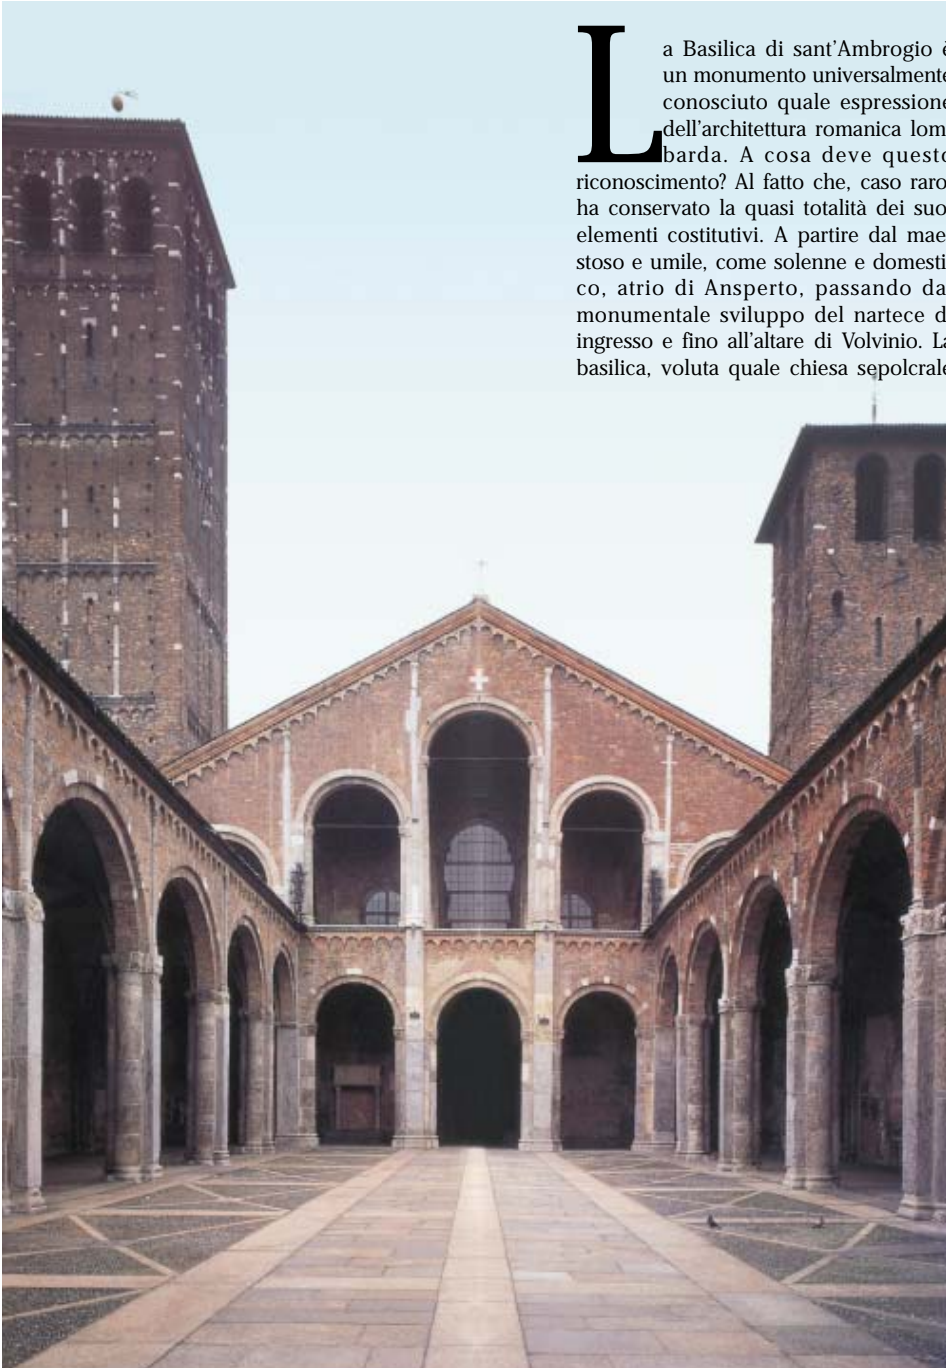 La Basilica di sant'Ambrogio è
un monumento universalmente
conosciuto quale espressione
dell'architettura romanica lom
barda. A cosa deve questo
riconoscimento? Al fatto che, caso raro
ha conservato la quasi totalità dei suo
elementi costitutivi. A partire dal mae
stoso e umile, come solenne e domesti
co, atrio di Ansperto, passando da
monumentale sviluppo del nartece d
ingresso e fino all'altare di Volvinio. La
basilica, voluta quale chiesa sepolcrale